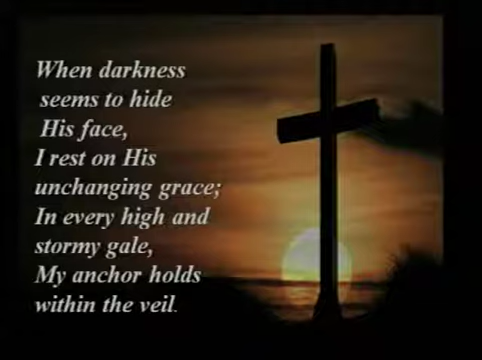 When darkness
seems to hide
His face,
I rest on His
unchanging grace;
In every high and
stormy gale,
My anchor holds
within the veil.